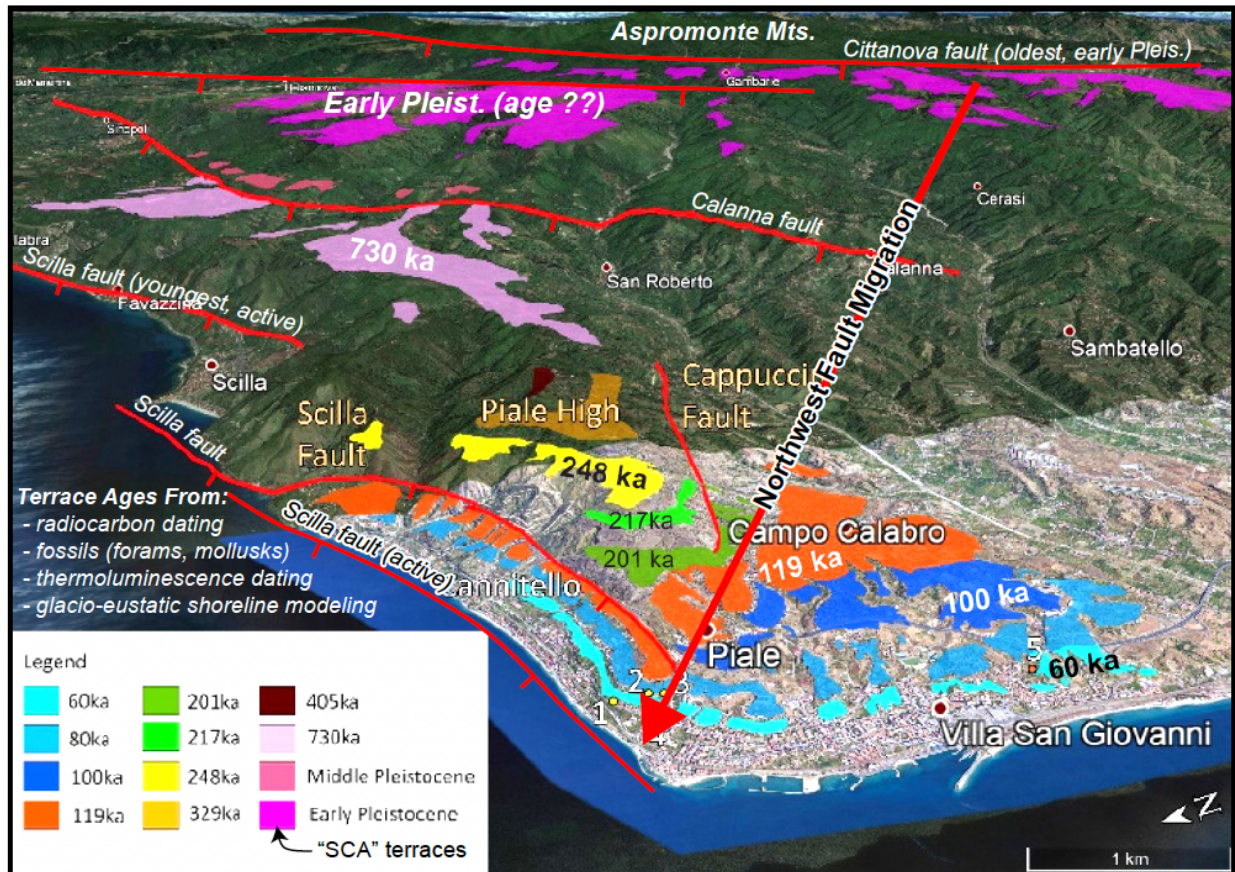 Aspromonte Mts.
Cittanova fault (oldest, early Pleis.)
Gambarie
Early Pleist. (age ??)
Sinopoli
Cerasi
Calanna fault
730 ka
San Roberto
Calanna
Scilla fault (youngest, active)
Favazzina
Sambatello
Scilla
Northwest Fault Migration
Cappuccini
Fault
Scilla
Fault
Piale High
Scilla fault
248 ka
Terrace Ages From:
- radiocarbon dating
- fossils (forams, mollusks)
- thermoluminescence dating
- glacio-eustatic shoreline modeling
217ka
201 ka
Campo Calabro
119 ka
Scilla fault (active)
100 ka
Piale
5
60 ka
1
2
3
4
Villa San Giovanni
Legend
60ka
80ka
100ka
119ka
201ka
217ka
248ka
329ka
405ka
730ka
Middle Pleistocene
Early Pleistocene
"SCA" terraces
Z
1 km